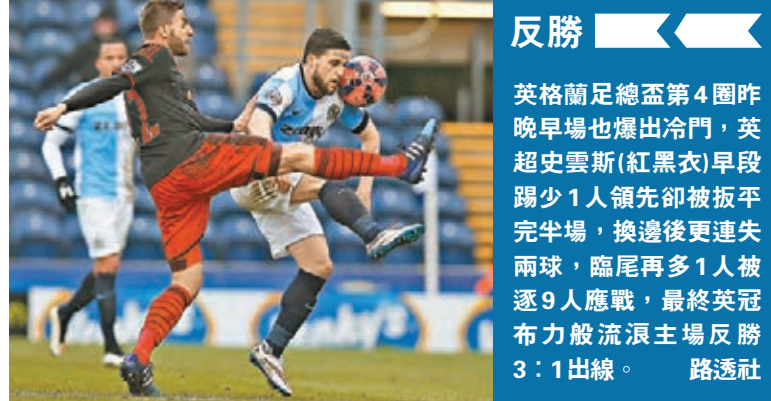 反勝
英格蘭足總盃第4圈昨
晚早場也爆出冷門，英
超史雲斯(紅黑衣)早段
踢少1人領先卻被扳平
完半場，換邊後更連失
兩球，臨尾再多1人被
逐9人應戰，最終英冠
布力般流浪主場反勝
3：1出線。 路透社